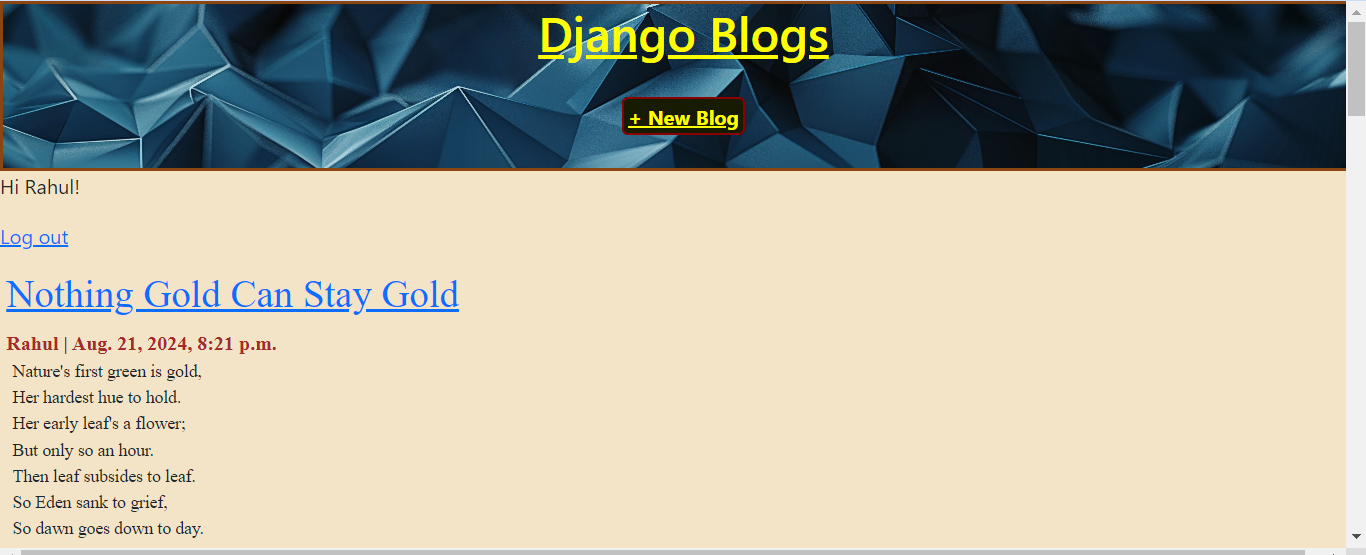 Django Blogs
+ New Blog
Hi Rahul!
Log out
Nothing Gold Can Stay Gold
Rahul | Aug. 21, 2024, 8:21 p.m.
Nature's first green is gold,
Her hardest hue to hold.
Her early leaf's a flower;
But only so an hour.
Then leaf subsides to leaf.
So Eden sank to grief,
So dawn goes down to day.